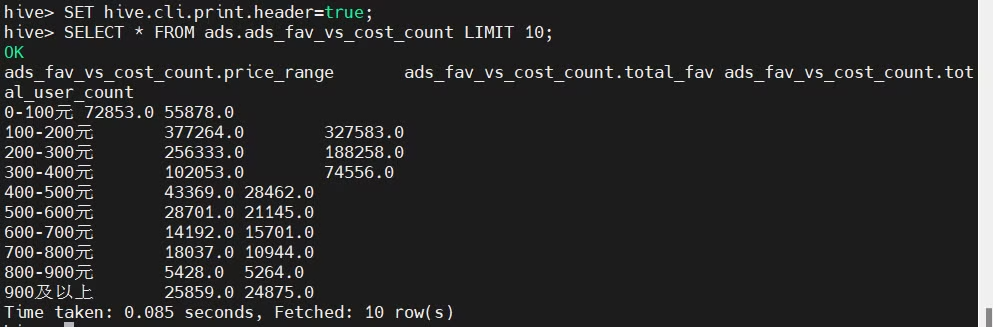 hive> SET hive.cli.print.header=true;
hive> SELECT * FROM ads.ads_fav_vs_cost_count LIMIT 10;
OK
ads_fav_vs_cost_count.price_range	ads_fav_vs_cost_count.total_fav	ads_fav_vs_cost_count.tot
al_user_count
0-100元	72853.0	55878.0
100-200元	377264.0	327583.0
200-300元	256333.0	188258.0
300-400元	102053.0	74556.0
400-500元	43369.0	28462.0
500-600元	28701.0	21145.0
600-700元	14192.0	15701.0
700-800元	18037.0	10944.0
800-900元	5428.0	5264.0
900及以上	25859.0	24875.0
Time taken: 0.085 seconds, Fetched: 10 row(s)